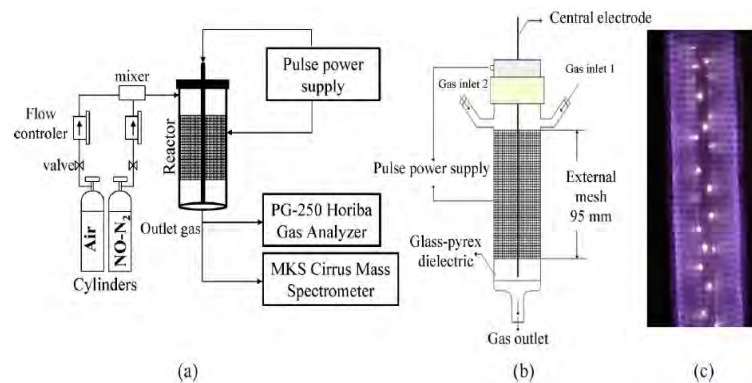 mixer
Flow
controler
valve
Air
NO-N₂
Cylinders
Reactor
Pulse power
supply
Outlet gas
PG-250 Horiba
Gas Analyzer
MKS Cirrus Mass
Spectrometer
(a)
Central electrode
Gas inlet 2
Gas inlet 1
Pulse power supply
External
mesh
95 mm
Glass-pyrex
dielectric
Gas outlet
(b)
(c)